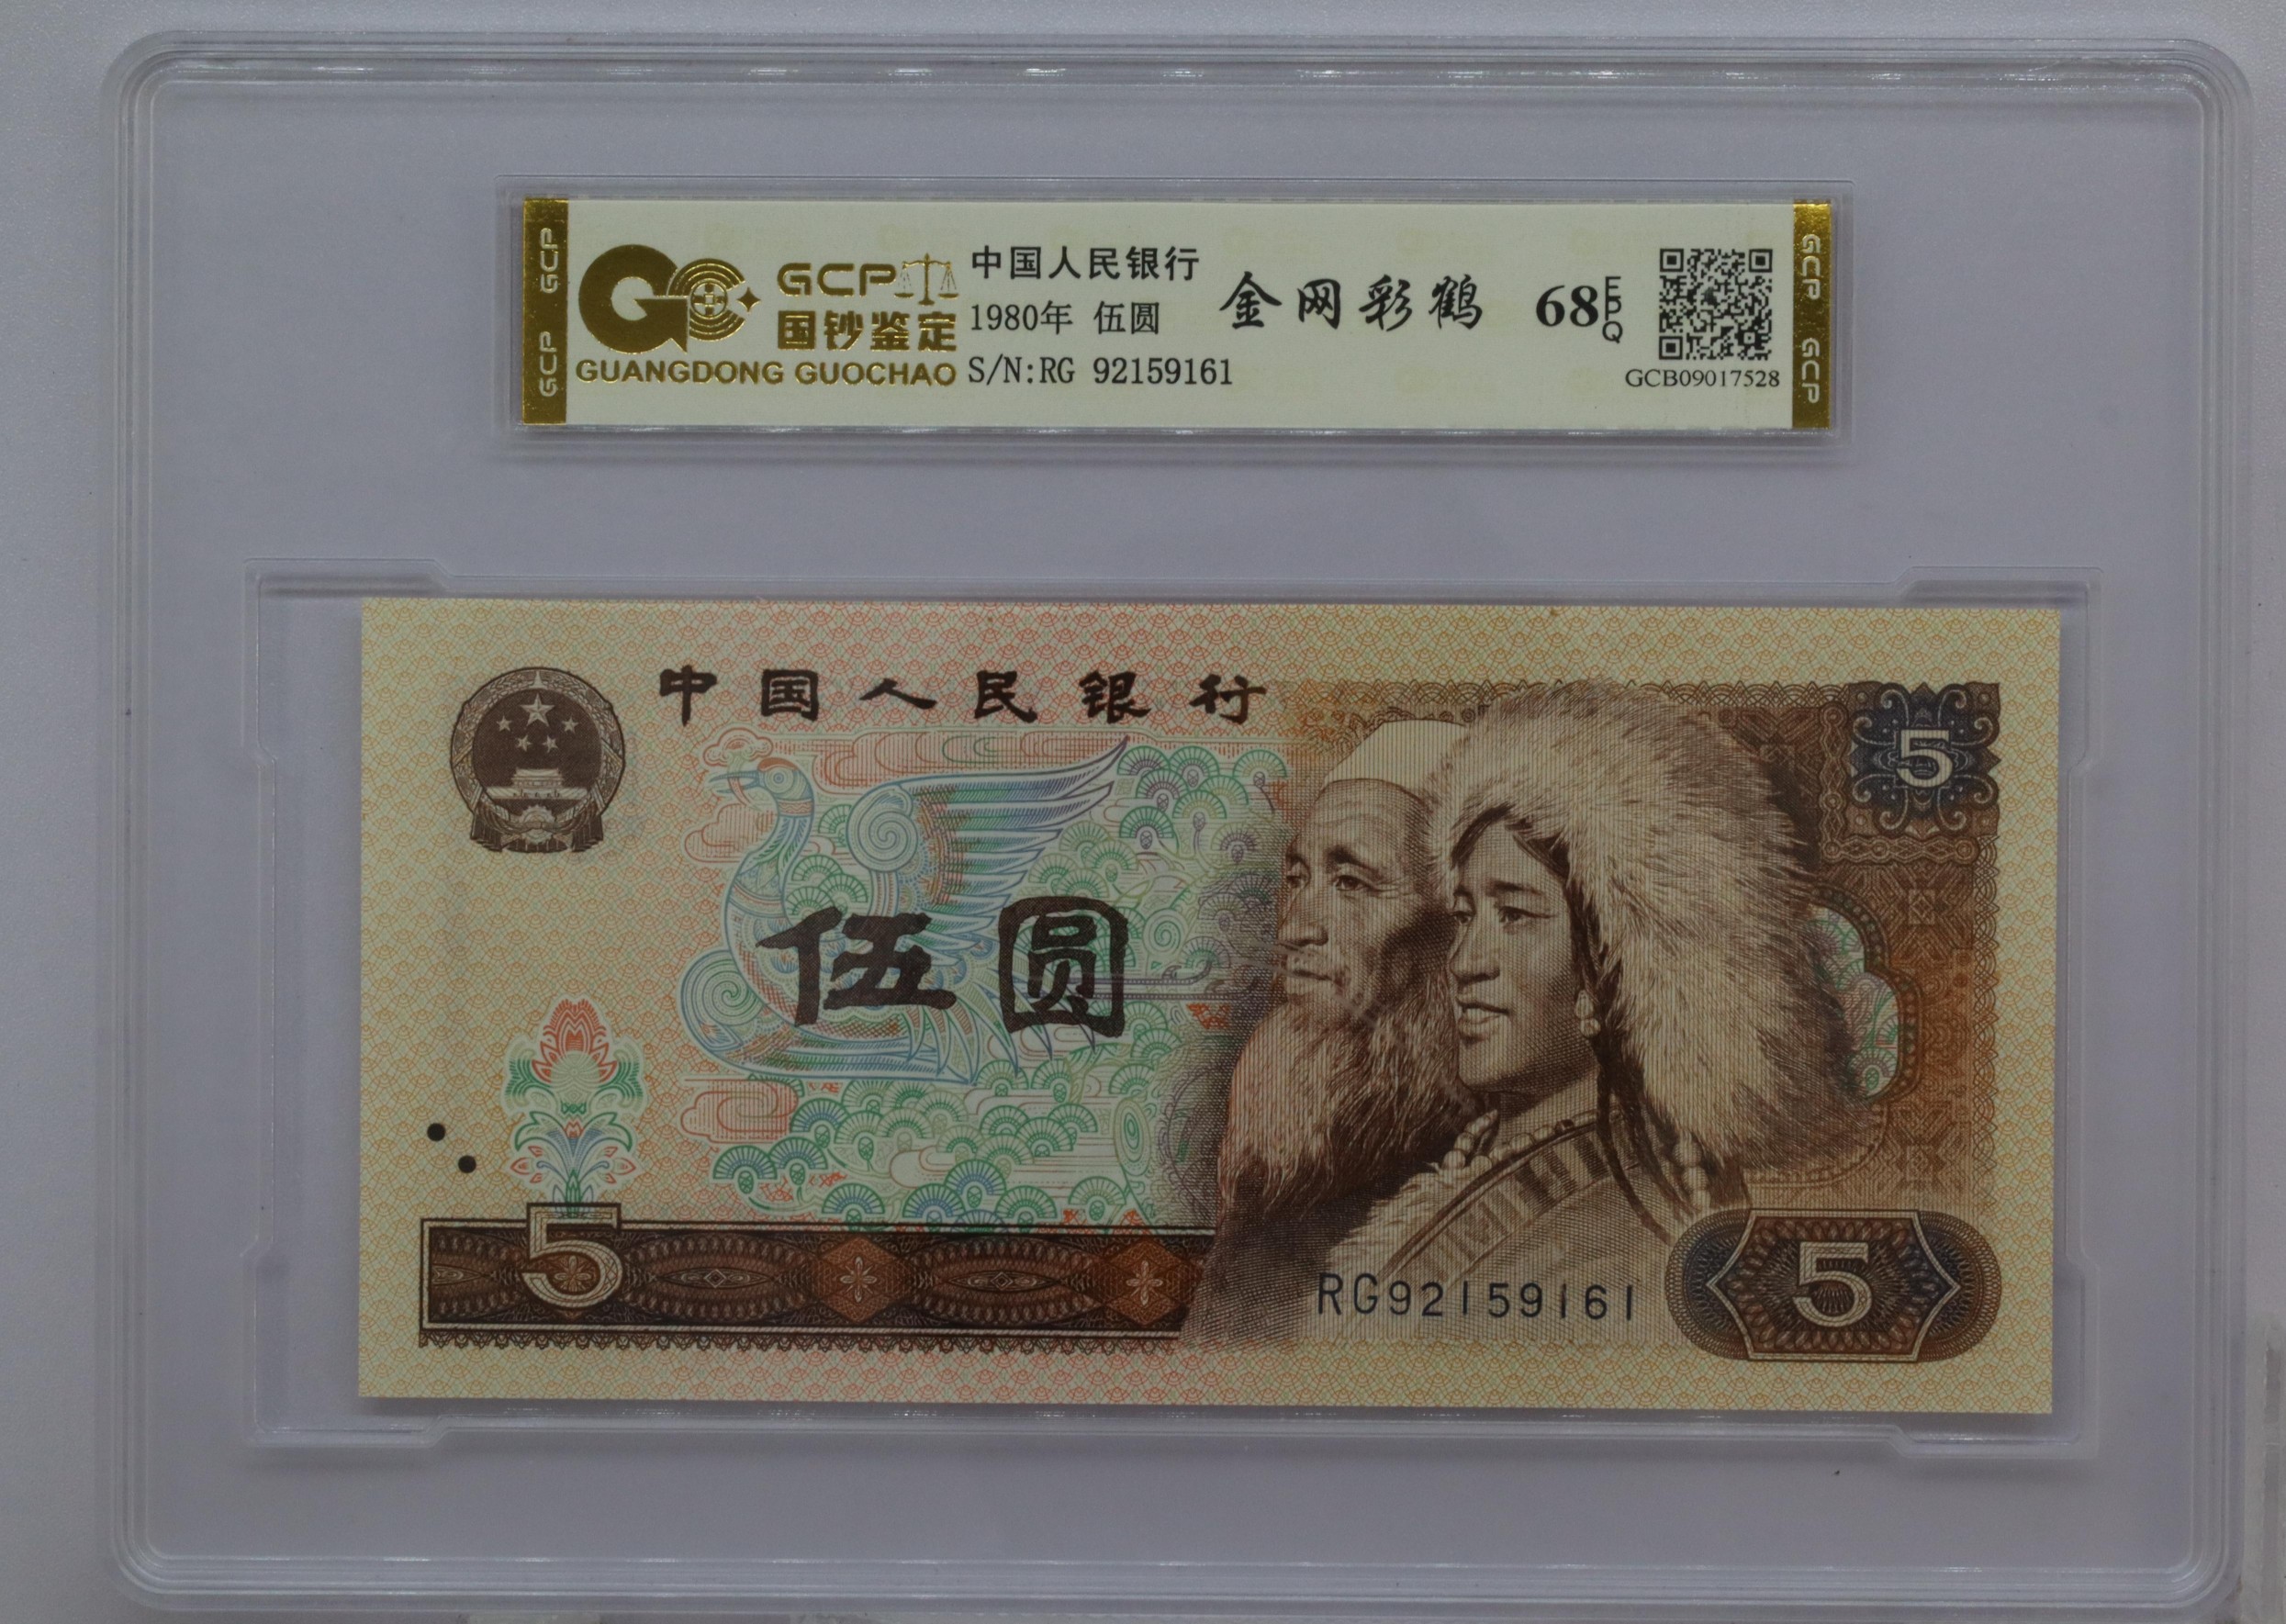 GCP GCP
GCP
国钞鉴定
GUANGDONG GUOCHAO
中国人民银行
1980年 伍圆
S/N:RG 92159161
金网彩鹤
68 EPQ
GCB09017528
GCP GCP
中国人民银行
5
伍圆
5
RG92159161
5